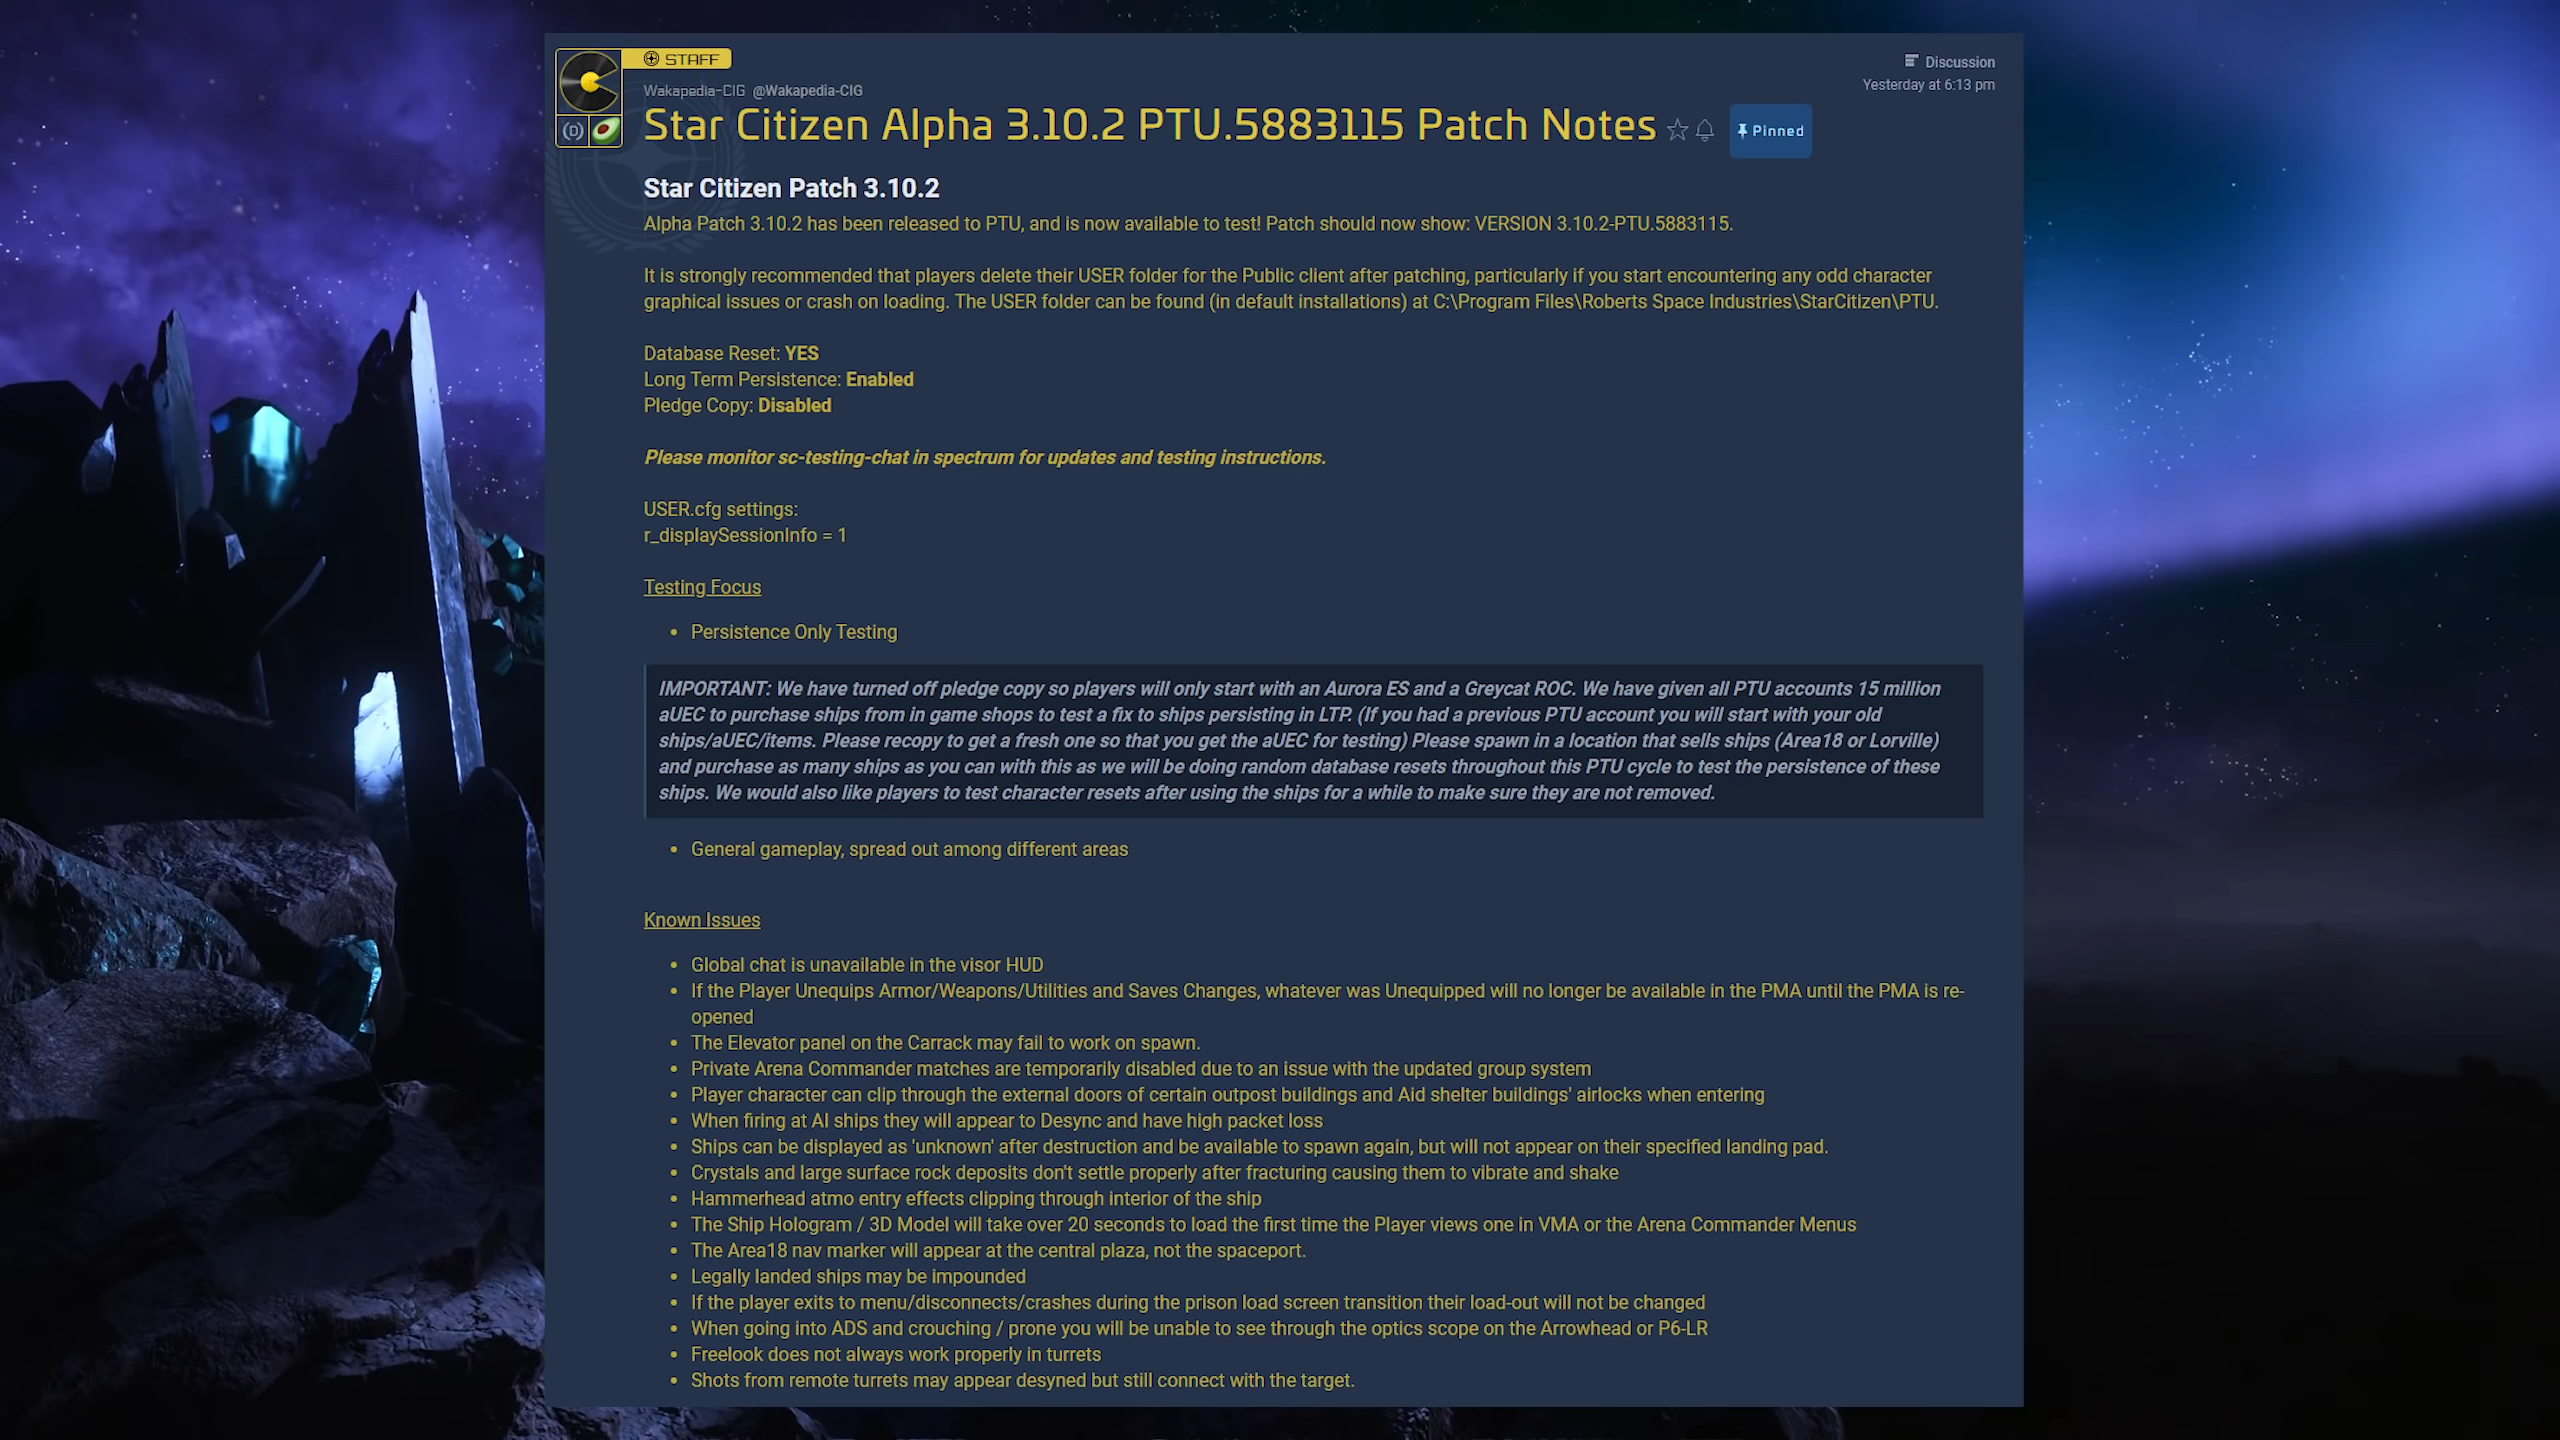 STAFF
Discussion
Wakapedia-CIG @Wakapedia-CIG
Yesterday at 6:13 pm
Star Citizen Alpha 3.10.2 PTU.5883115 Patch Notes
Pinned
Star Citizen Patch 3.10.2
Alpha Patch 3.10.2 has been released to PTU, and is now available to test! Patch should now show: VERSION 3.10.2-PTU.5883115.
It is strongly recommended that players delete their USER folder for the Public client after patching, particularly if you start encountering any odd character
graphical issues or crash on loading. The USER folder can be found (in default installations) at C:\Program Files\Roberts Space Industries\StarCitizen\PTU.
Database Reset: YES
Long Term Persistence: Enabled
Pledge Copy: Disabled
Please monitor sc-testing-chat in spectrum for updates and testing instructions.
USER.cfg settings:
r_displaySessionInfo = 1
Testing Focus
• Persistence Only Testing
IMPORTANT: We have turned off pledge copy so players will only start with an Aurora ES and a Greycat ROC. We have given all PTU accounts 15 million
aUEC to purchase ships from in game shops to test a fix to ships persisting in LTP. (If you had a previous PTU account you will start with your old
ships/aUEC/items. Please recopy to get a fresh one so that you get the aUEC for testing) Please spawn in a location that sells ships (Area18 or Lorville)
and purchase as many ships as you can with this as we will be doing random database resets throughout this PTU cycle to test the persistence of these
ships. We would also like players to test character resets after using the ships for a while to make sure they are not removed.
• General gameplay, spread out among different areas
Known Issues
• Global chat is unavailable in the visor HUD
• If the Player Unequips Armor/Weapons/Utilities and Saves Changes, whatever was Unequipped will no longer be available in the PMA until the PMA is re-
opened
• The Elevator panel on the Carrack may fail to work on spawn.
• Private Arena Commander matches are temporarily disabled due to an issue with the updated group system
• Player character can clip through the external doors of certain outpost buildings and Aid shelter buildings' airlocks when entering
• When firing at AI ships they will appear to Desync and have high packet loss
• Ships can be displayed as 'unknown' after destruction and be available to spawn again, but will not appear on their specified landing pad.
• Crystals and large surface rock deposits don't settle properly after fracturing causing them to vibrate and shake
• Hammerhead atmo entry effects clipping through interior of the ship
• The Ship Hologram / 3D Model will take over 20 seconds to load the first time the Player views one in VMA or the Arena Commander Menus
• The Area18 nav marker will appear at the central plaza, not the spaceport.
• Legally landed ships may be impounded
• If the player exits to menu/disconnects/crashes during the prison load screen transition their load-out will not be changed
• When going into ADS and crouching / prone you will be unable to see through the optics scope on the Arrowhead or P6-LR
• Freelook does not always work properly in turrets
• Shots from remote turrets may appear desyned but still connect with the target.